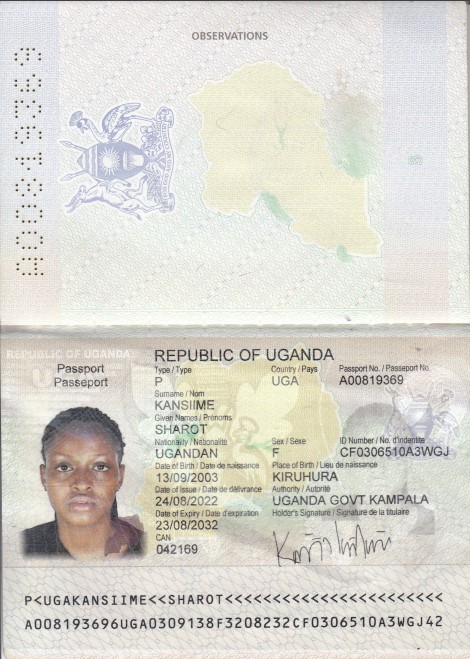 OBSERVATIONS
A00819369
REPUBLIC OF UGANDA
Passport
Passeport
REPUBLIC OF UGANDA
Type / Type Country / Pays Passport No. / Passeport No.
P UGA A00819369
Surname / Nom
KANSIIME
Given Names / Prénoms
SHAROT
Nationality / Nationalité Sex / Sexe ID Number / No. d'identité
UGANDAN F CF0306510A3WGJ
Date of Birth / Date de naissance Place of Birth / Lieu de naissance
13/09/2003 KIRUHURA
Date of Issue / Date de délivrance Authority / Autorité
24/08/2022 UGANDA GOVT KAMPALA
Date of Expiry / Date d'expiration Holder's Signature / Signature de la titulaire
23/08/2032
CAN
042169
P<UGAKANSIIME<<SHAROT<<<<<<<<<<<<<<<<<<<<<<<
A008193696UGA0309138F3208232CF0306510A3WGJ42